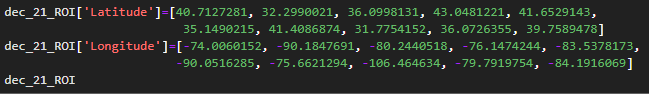 dec_21_ROI['Latitude']=[40.7127281, 32.2990021, 36.0998131, 43.0481221, 41.6529143,
35.1490215, 41.4086874, 31.7754152, 36.0726355, 39.7589478]
dec_21_ROI['Longitude']=[-74.0060152, -90.1847691, -80.2440518, -76.1474244, -83.5378173,
-90.0516285, -75.6621294, -106.464634, -79.7919754, -84.1916069]
dec_21_ROI